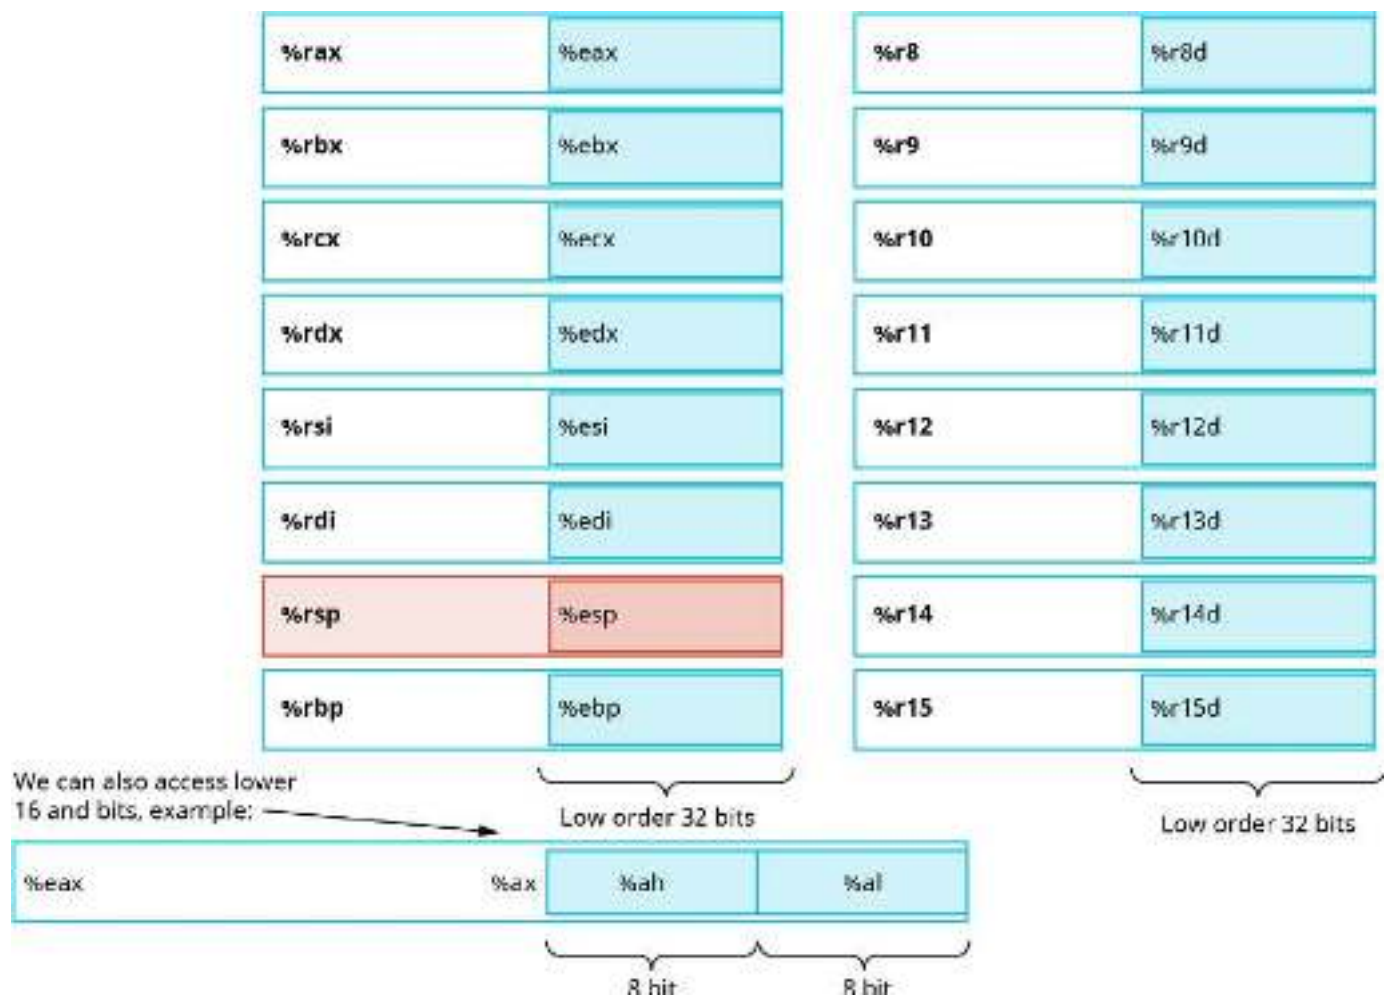 %rax %eax %r8 %r8d
%rbx %ebx %r9 %r9d
%rcx %ecx %r10 %r10d
%rdx %edx %r11 %r11d
%rsi %esi %r12 %r12d
%rdi %edi %r13 %r13d
%rsp %esp %r14 %r14d
%rbp %ebp %r15 %r15d
We can also access lower
16 and bits, example:
Low order 32 bits
Low order 32 bits
%eax %ax %ah %al
8 bit 8 bit